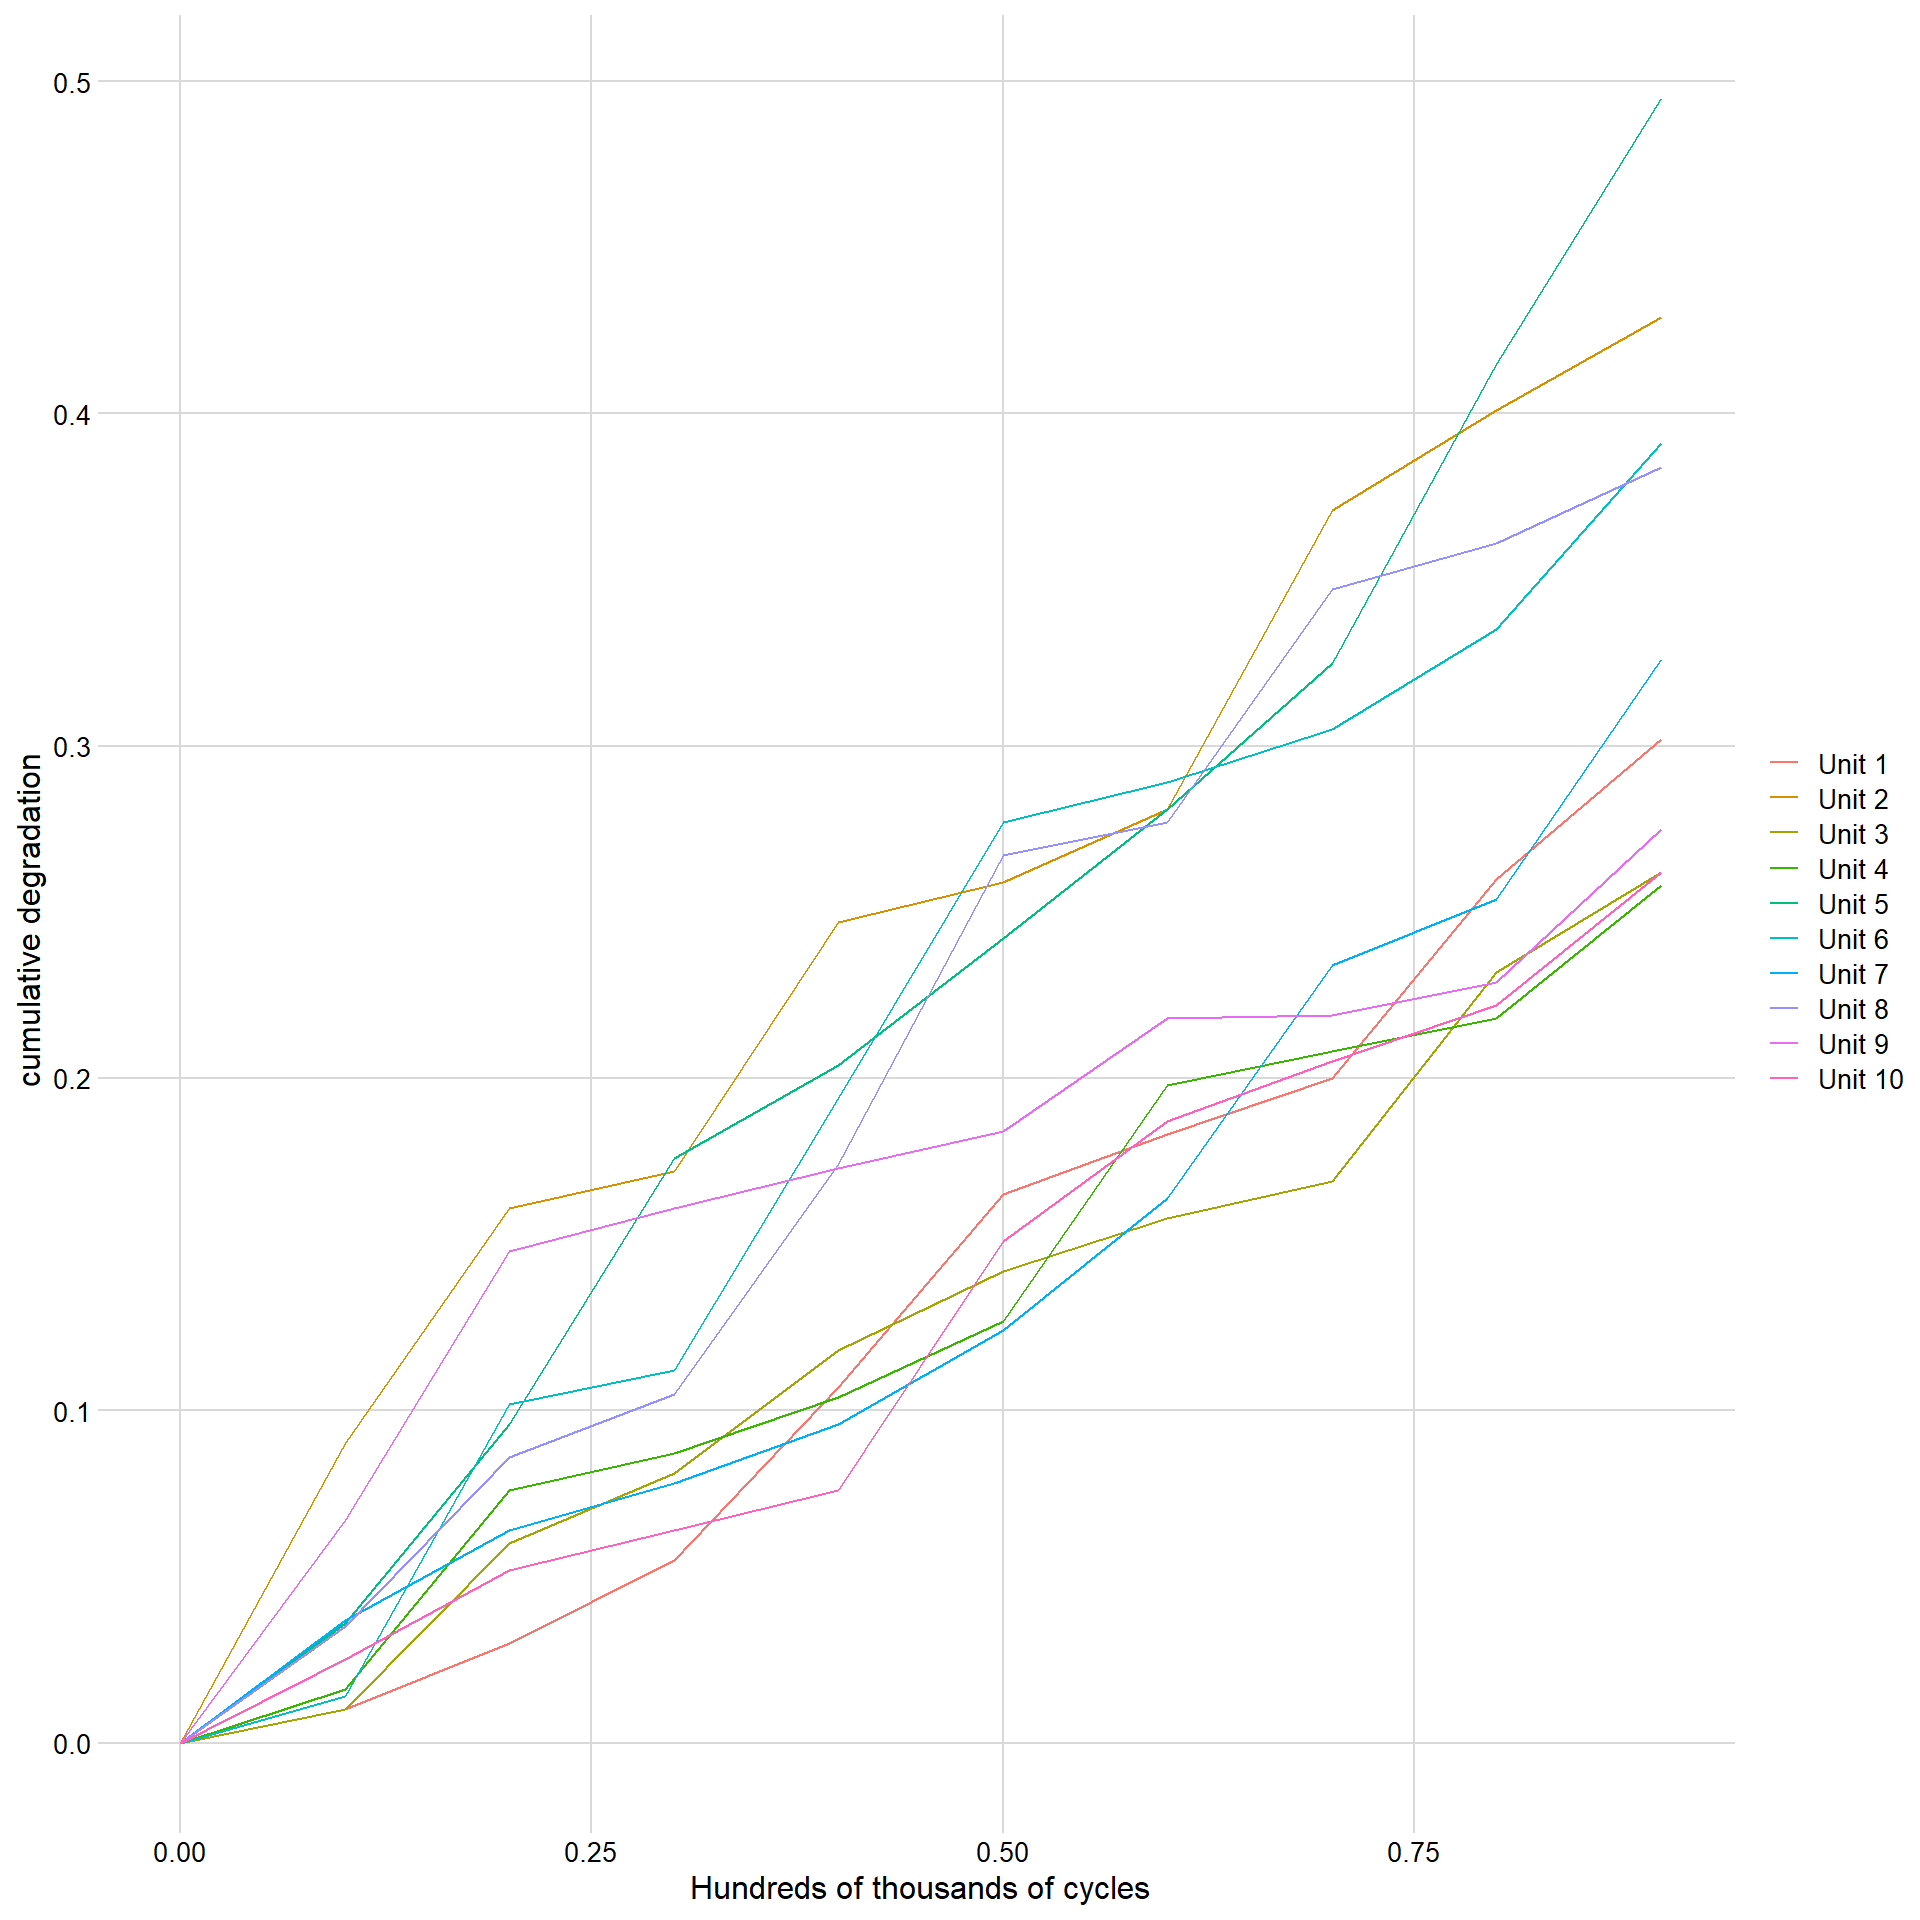 0.5
0.4
0.3
0.2
0.1
0.0
cumulative degradation
0.00
0.25
0.50
0.75
Hundreds of thousands of cycles
Unit 1
Unit 2
Unit 3
Unit 4
Unit 5
Unit 6
Unit 7
Unit 8
Unit 9
Unit 10